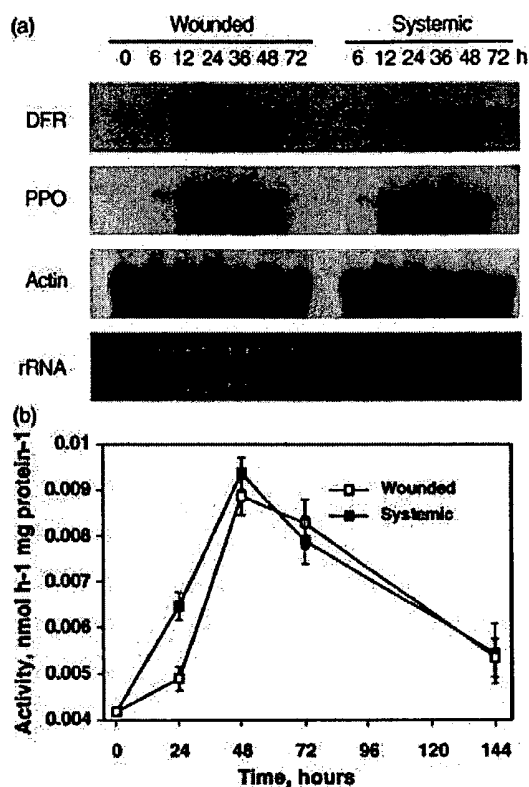 (a)
Wounded Systemic
0 6 12 24 36 48 72 6 12 24 36 48 72 h
DFR
PPO
Actin
rRNA
(b)
0.01
0.009
0.008
0.007
0.006
0.005
0.004
Activity, nmol h-1 mg protein-1
Wounded
Systemic
0 24 48 72 96 120 144
Time, hours